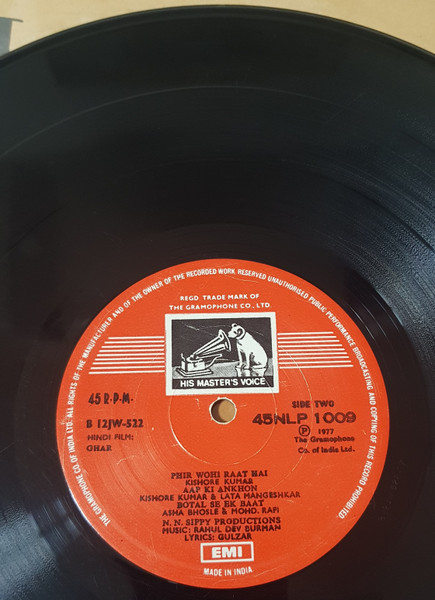 THE GRAMOPHONE CO. OF INDIA LTD. ALL RIGHTS OF THE MANUFACTURER AND OF THE OWNER OF THE RECORDED WORK RESERVED UNAUTHORISED PUBLIC PERFORMANCE BROADCASTING AND COPYING OF THIS RECORD PROHIBITED.
REGD TRADE MARK OF
THE GRAMOPHONE CO., LTD.
HIS MASTER'S VOICE
45 R·P·M·
SIDE TWO
B 12JW-522
45NLP 1009
HINDI FILM:
GHAR
Ⓟ 1977
The Gramophone
Co. of India Ltd.
PHIR WOHI RAAT HAI
KISHORE KUMAR
AAP KI ANKHON
KISHORE KUMAR & LATA MANGESHKAR
BOTAL SE EK BAAT
ASHA BHOSLE & MOHD. RAFI
N. N. SIPPY PRODUCTIONS
MUSIC: RAHUL DEV BURMAN
LYRICS: GULZAR
EMI
MADE IN INDIA